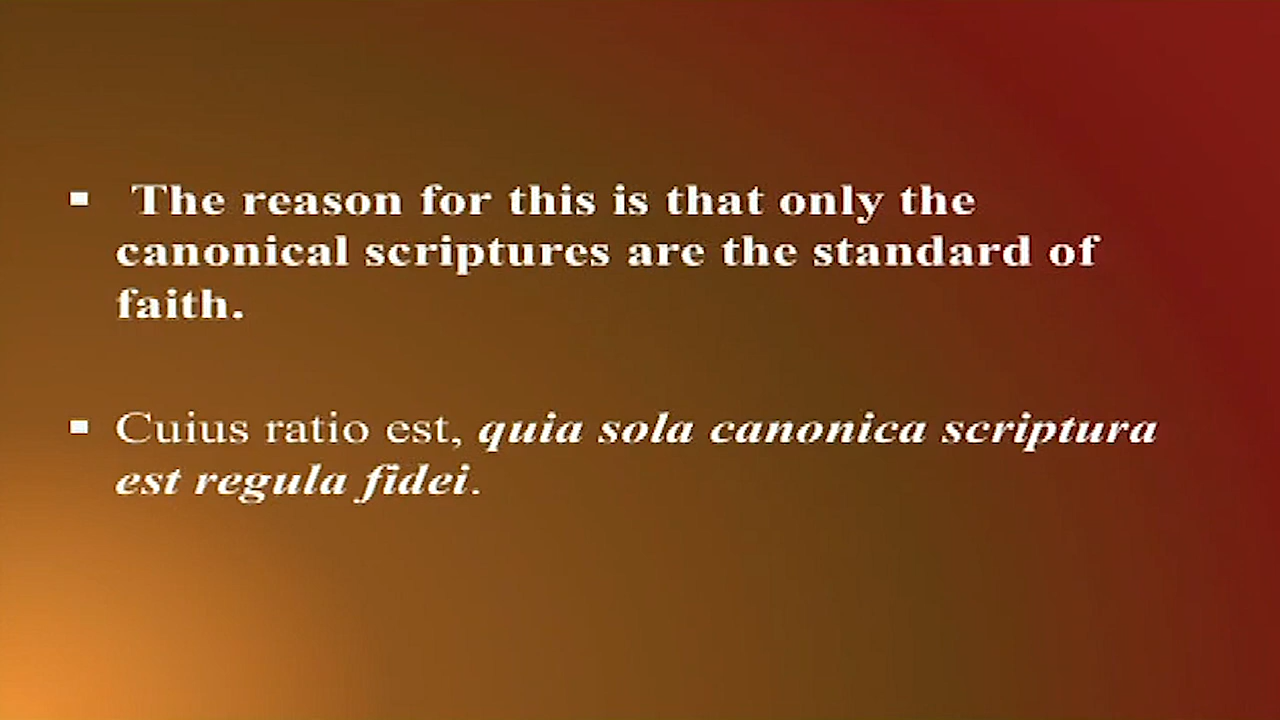 The reason for this is that only the
canonical scriptures are the standard of
faith.
Cuius ratio est, quia sola canonica scriptura
est regula fidei.